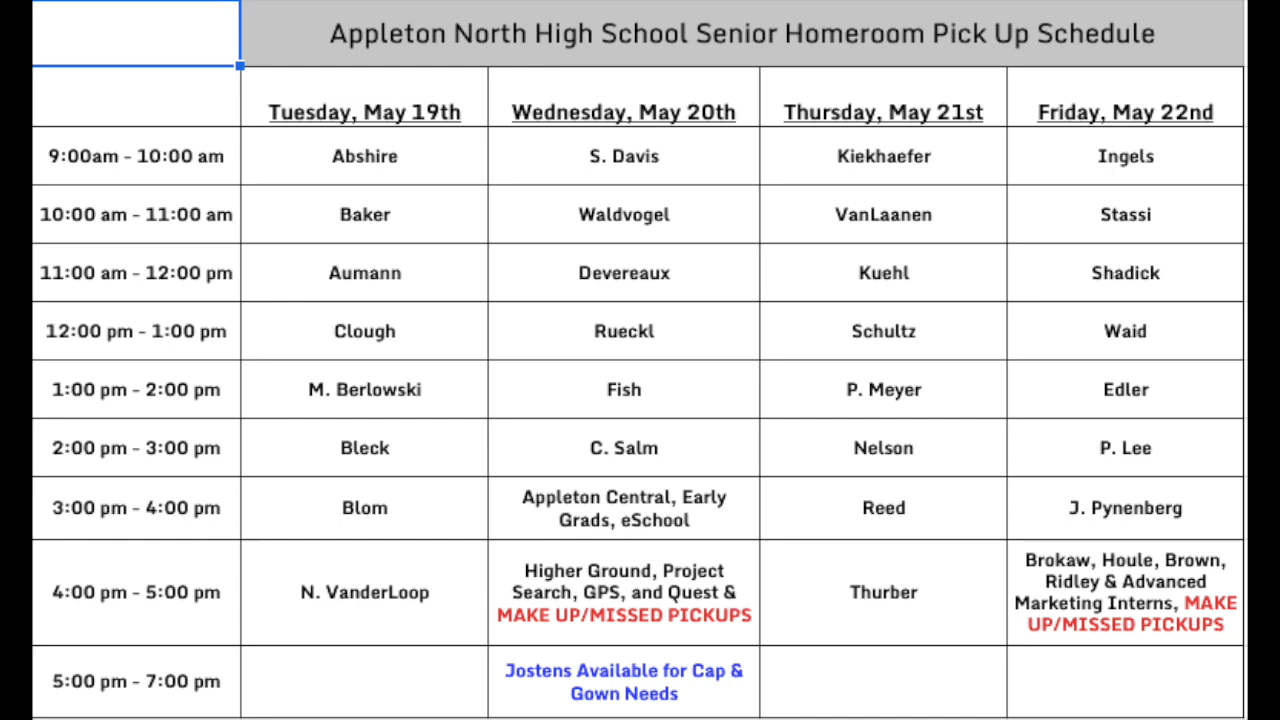 Appleton North High School Senior Homeroom Pick Up Schedule
Tuesday, May 19th Wednesday, May 20th Thursday, May 21st Friday, May 22nd
9:00am - 10:00 am Abshire S. Davis Kiekhaefer Ingels
10:00 am - 11:00 am Baker Waldvogel VanLaanen Stassi
11:00 am - 12:00 pm Aumann Devereaux Kuehl Shadick
12:00 pm - 1:00 pm Clough Rueckl Schultz Waid
1:00 pm - 2:00 pm M. Berlowski Fish P. Meyer Edler
2:00 pm - 3:00 pm Bleck C. Salm Nelson P. Lee
3:00 pm - 4:00 pm Blom Appleton Central, Early
Grads, eSchool Reed J. Pynenberg
4:00 pm - 5:00 pm N. VanderLoop Higher Ground, Project
Search, GPS, and Quest &
MAKE UP/MISSED PICKUPS Thurber Brokaw, Houle, Brown,
Ridley & Advanced
Marketing Interns, MAKE
UP/MISSED PICKUPS
5:00 pm - 7:00 pm Jostens Available for Cap &
Gown Needs